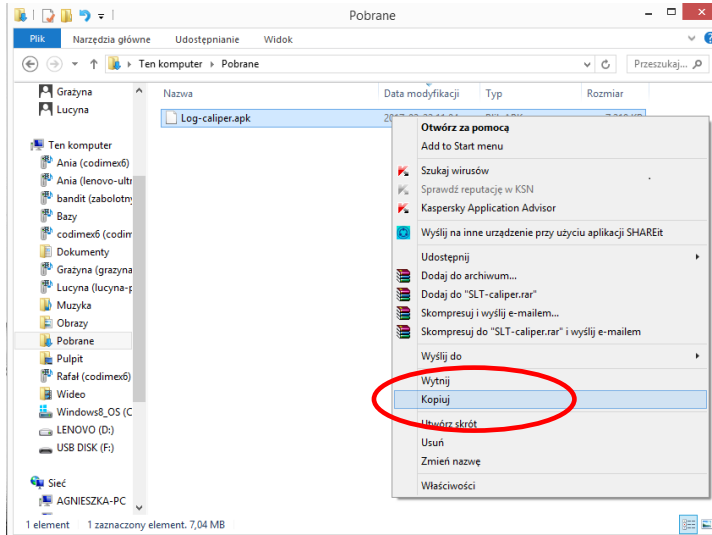 Pobrane
Plik Narzędzia główne Udostępnianie Widok
Ten komputer Pobrane Przeszukaj...
Grażyna
Lucyna
Ten komputer
Ania (codimex6)
Ania (lenovo-ultr
bandit (zabolotny
Bazy
codimex6 (codim
Dokumenty
Grażyna (grazyna
Lucyna (lucyna-p
Muzyka
Obrazy
Pobrane
Pulpit
Rafał (codimex6)
Wideo
Windows8_OS (C
LENOVO (D:)
USB DISK (F:)
Sieć
AGNIESZKA-PC
Nazwa Data modyfikacji Typ Rozmiar
Log-caliper.apk
Otwórz za pomocą
Add to Start menu
Szukaj wirusów
Sprawdź reputację w KSN
Kaspersky Application Advisor
Wyślij na inne urządzenie przy użyciu aplikacji SHAREit
Udostępnij
Dodaj do archiwum...
Dodaj do "SLT-caliper.rar"
Skompresuj i wyślij e-mailem...
Skompresuj do "SLT-caliper.rar" i wyślij e-mailem
Wyślij do
Wytnij
Kopiuj
Utwórz skrót
Usuń
Zmień nazwę
Właściwości
1 element 1 zaznaczony element. 7,04 MB